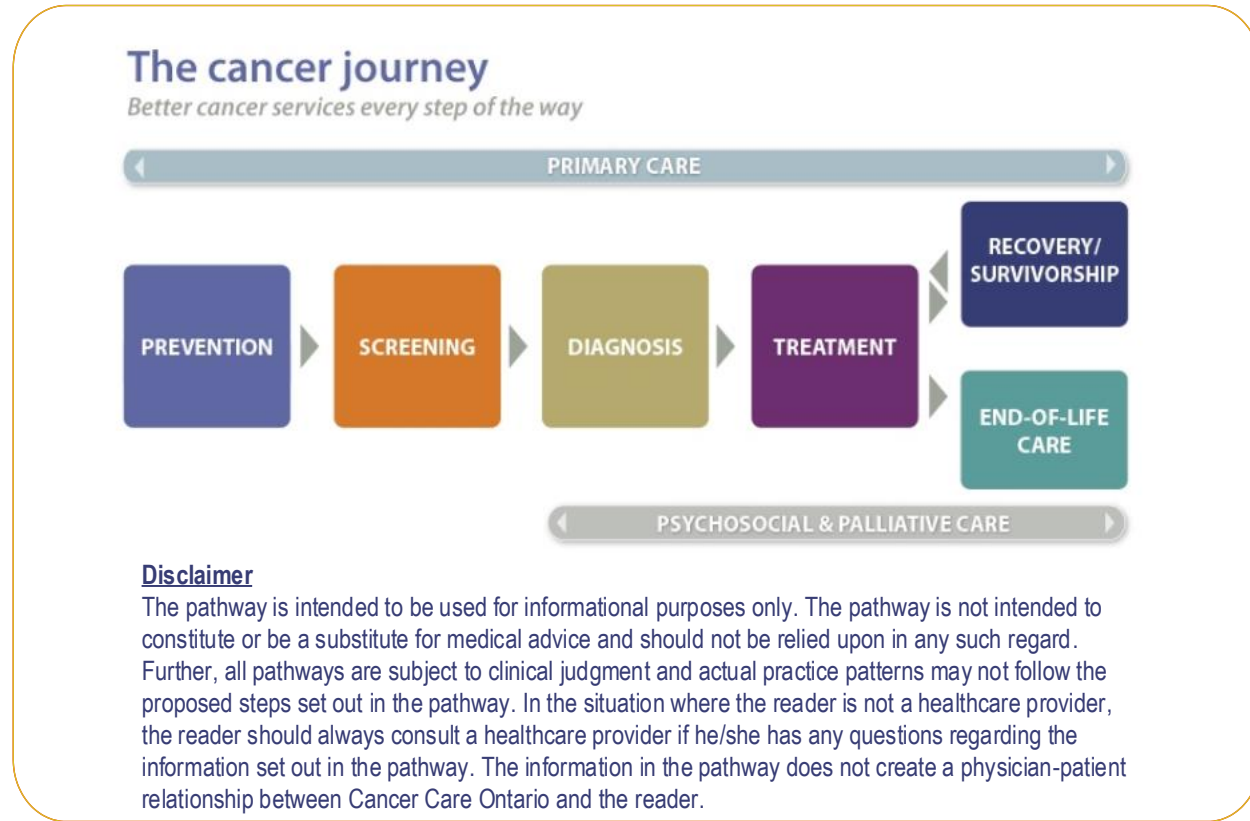 The cancer journey
Better cancer services every step of the way
PRIMARY CARE
PREVENTION
SCREENING
DIAGNOSIS
TREATMENT
RECOVERY/
SURVIVORSHIP
END-OF-LIFE
CARE
PSYCHOSOCIAL & PALLIATIVE CARE
Disclaimer
The pathway is intended to be used for informational purposes only. The pathway is not intended to
constitute or be a substitute for medical advice and should not be relied upon in any such regard.
Further, all pathways are subject to clinical judgment and actual practice patterns may not follow the
proposed steps set out in the pathway. In the situation where the reader is not a healthcare provider,
the reader should always consult a healthcare provider if he/she has any questions regarding the
information set out in the pathway. The information in the pathway does not create a physician-patient
relationship between Cancer Care Ontario and the reader.